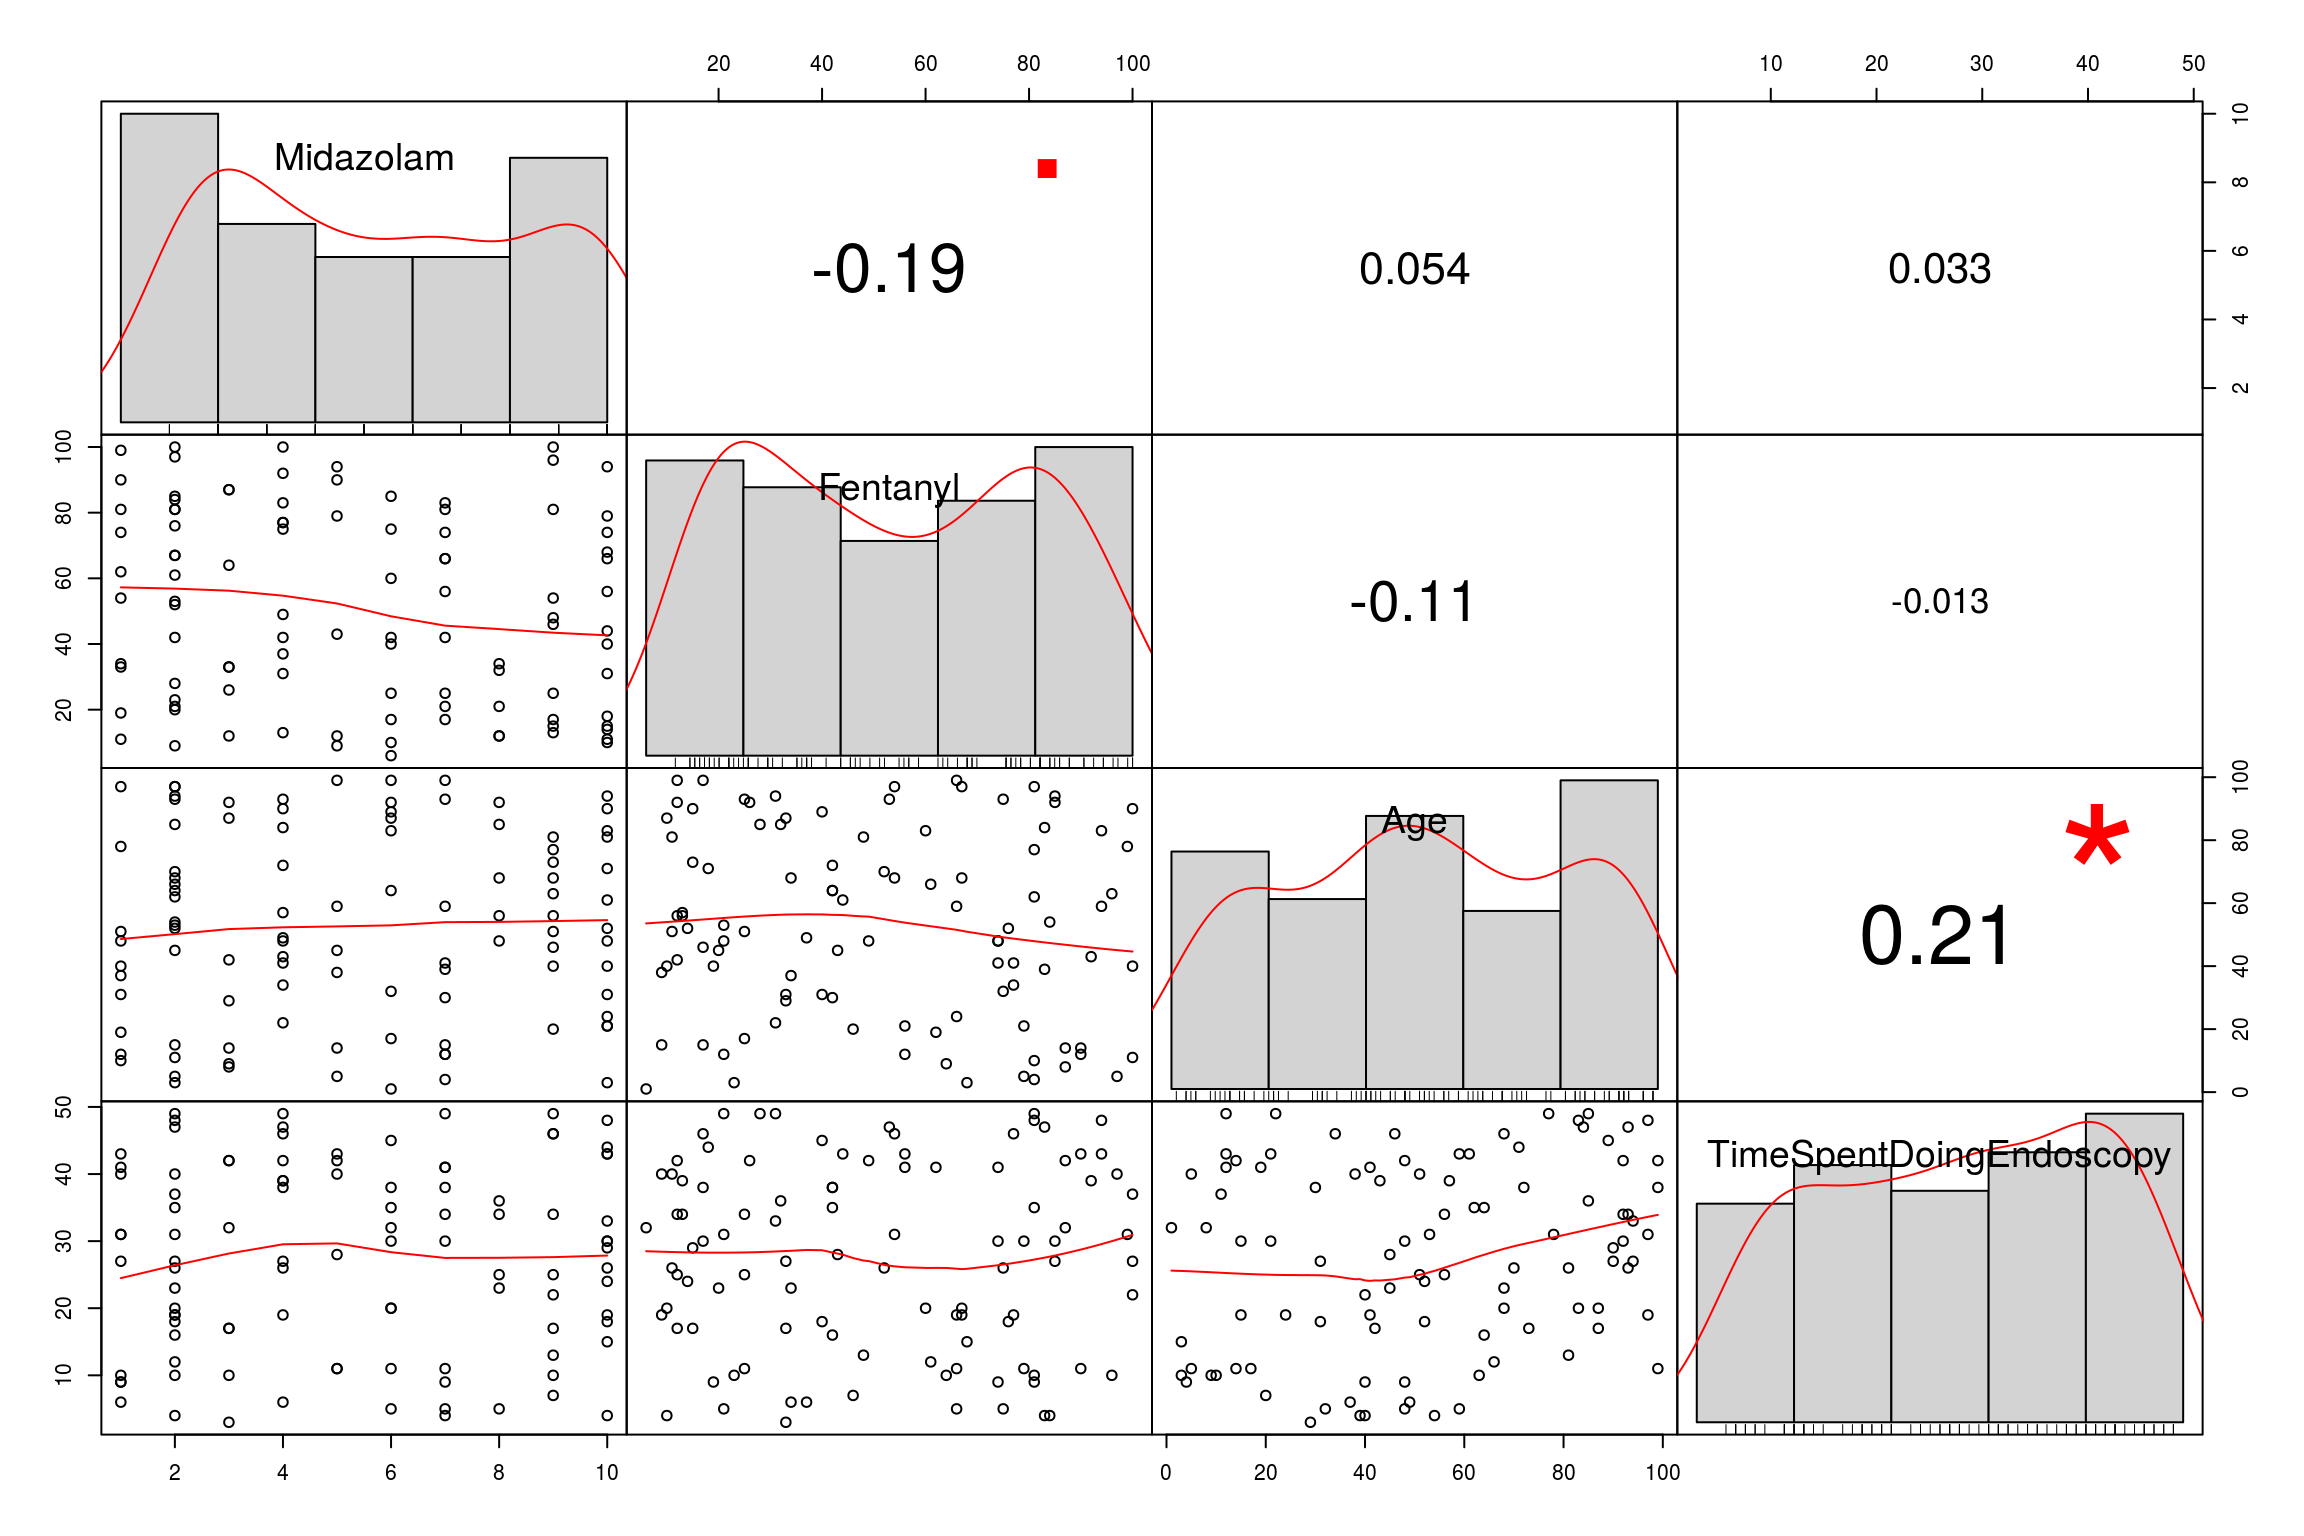 20 40 60 80 100 10 20 30 40 50
Midazolam
-0.19
0.054
0.033
2 4 6 8 10
20 40 60 80 100
Fentanyl
-0.11
-0.013
Age
*
0.21
0 20 40 60 80 100
10 20 30 40 50
TimeSpentDoingEndoscopy
2 4 6 8 10 0 20 40 60 80 100